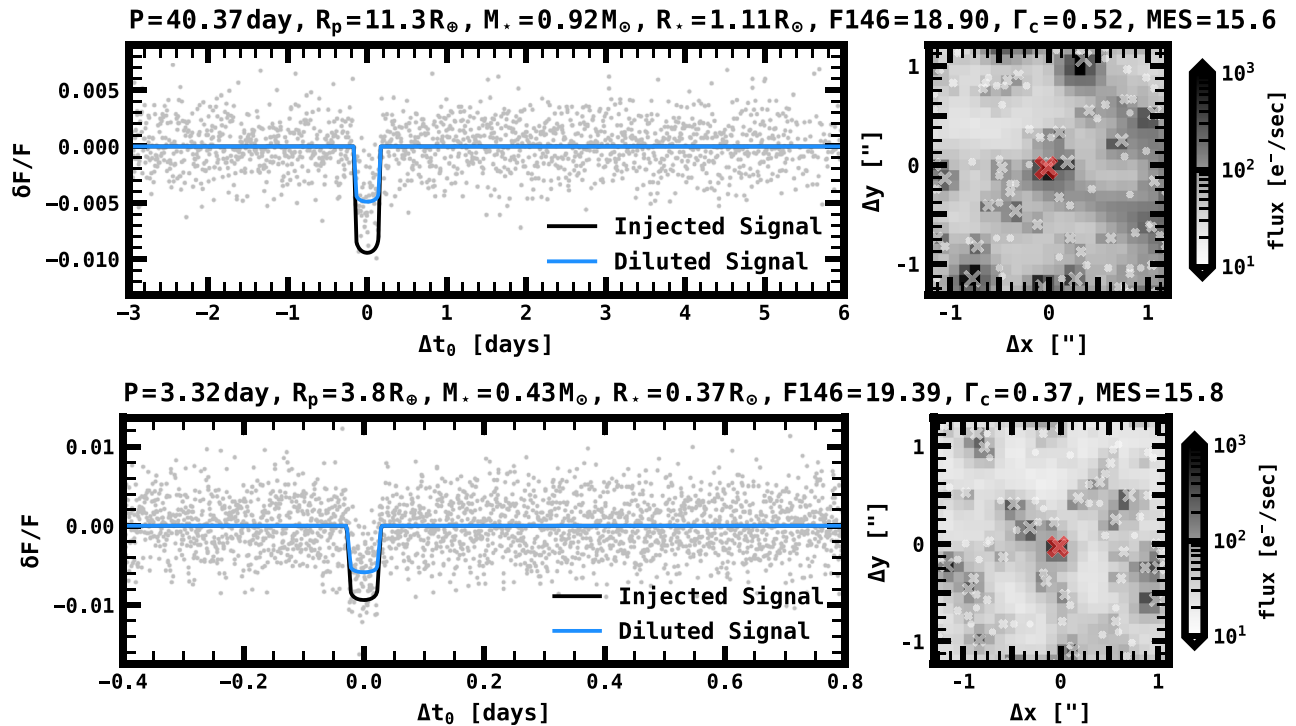 P=40.37day, Rₚ=11.3R⊕, M⋆=0.92M⊙, R⋆=1.11R⊙, F146=18.90, Γ_c=0.52, MES=15.6
δF/F
0.005
0.000
−0.005
−0.010
Injected Signal
Diluted Signal
−3 −2 −1 0 1 2 3 4 5 6
Δt₀ [days]
Δy ["]
1
0
-1
-1 0 1
Δx ["]
10³
10²
10¹
flux [e⁻/sec]
P=3.32day, Rₚ=3.8R⊕, M⋆=0.43M⊙, R⋆=0.37R⊙, F146=19.39, Γ_c=0.37, MES=15.8
δF/F
0.01
0.00
−0.01
Injected Signal
Diluted Signal
−0.4 −0.2 0.0 0.2 0.4 0.6 0.8
Δt₀ [days]
Δy ["]
1
0
-1
-1 0 1
Δx ["]
10³
10²
10¹
flux [e⁻/sec]